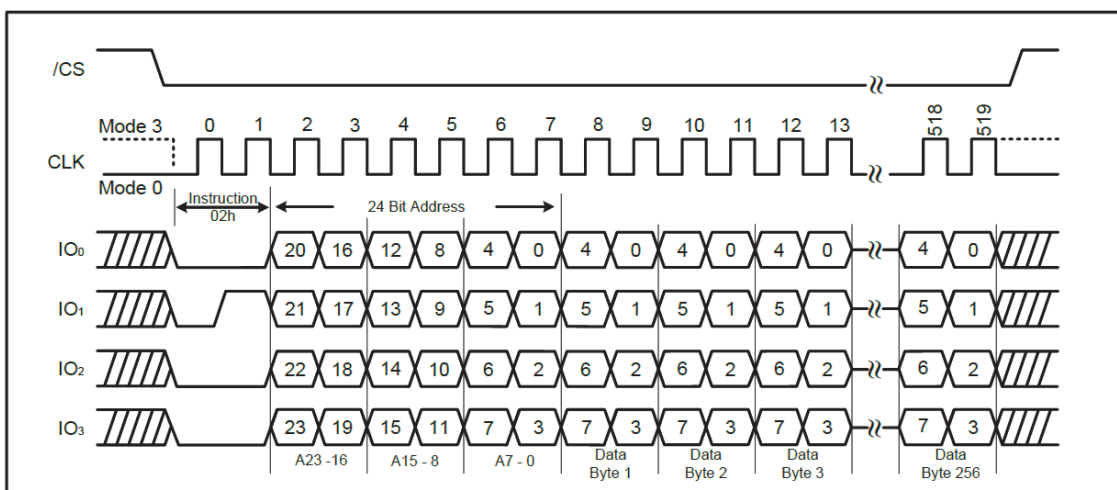 /CS
Mode 3 0 1 2 3 4 5 6 7 8 9 10 11 12 13 518 519
CLK
Mode 0
Instruction
02h
24 Bit Address
IO0 20 16 12 8 4 0 4 0 4 0 4 0 4 0
IO1 21 17 13 9 5 1 5 1 5 1 5 1 5 1
IO2 22 18 14 10 6 2 6 2 6 2 6 2 6 2
IO3 23 19 15 11 7 3 7 3 7 3 7 3 7 3
A23 -16 A15 - 8 A7 - 0 Data Data Data Data
Byte 1 Byte 2 Byte 3 Byte 256